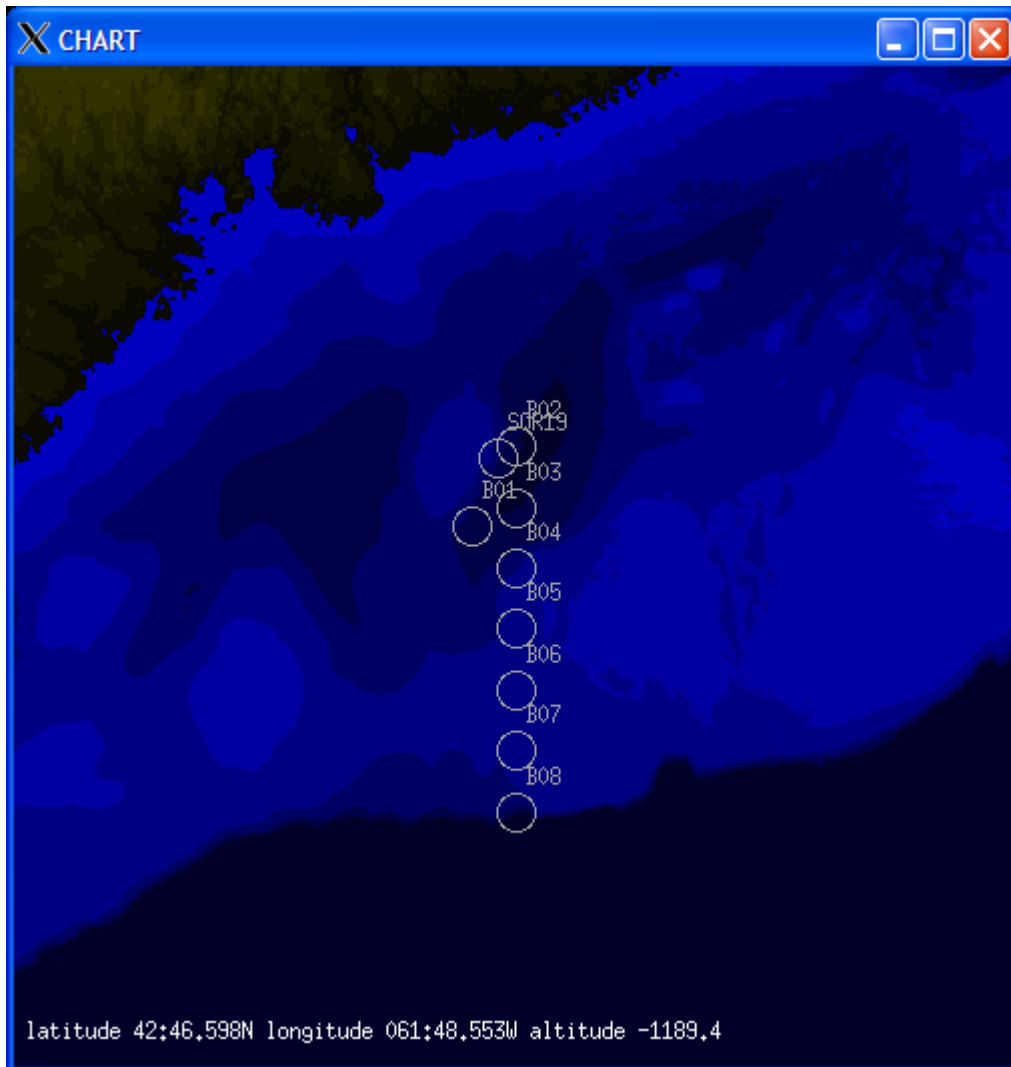 CHART
B02
SOR19
B03
B01
B04
B05
B06
B07
B08
latitude 42:46.598N longitude 061:48.553W altitude -1189.4